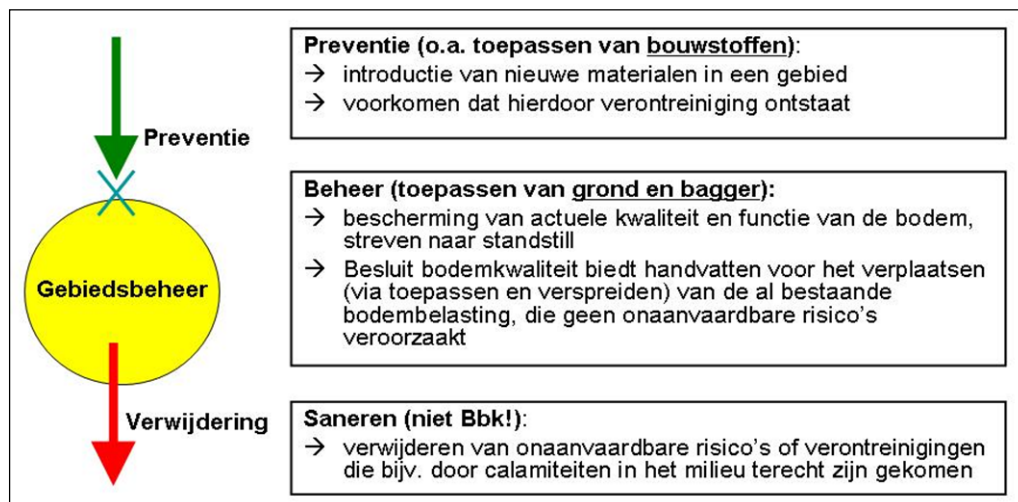 Preventie
Gebiedsbeheer
Verwijdering
Preventie (o.a. toepassen van bouwstoffen):
→ introductie van nieuwe materialen in een gebied
→ voorkomen dat hierdoor verontreiniging ontstaat
Beheer (toepassen van grond en bagger):
→ bescherming van actuele kwaliteit en functie van de bodem,
streven naar standstill
→ Besluit bodemkwaliteit biedt handvatten voor het verplaatsen
(via toepassen en verspreiden) van de al bestaande
bodembelasting, die geen onaanvaardbare risico's
veroorzaakt
Saneren (niet Bbk!):
→ verwijderen van onaanvaardbare risico's of verontreinigingen
die bijv. door calamiteiten in het milieu terecht zijn gekomen